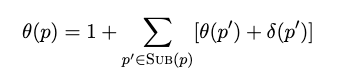 θ(p) = 1 + ∑ [θ(p′) + δ(p′)]
p′∈SUB(p)